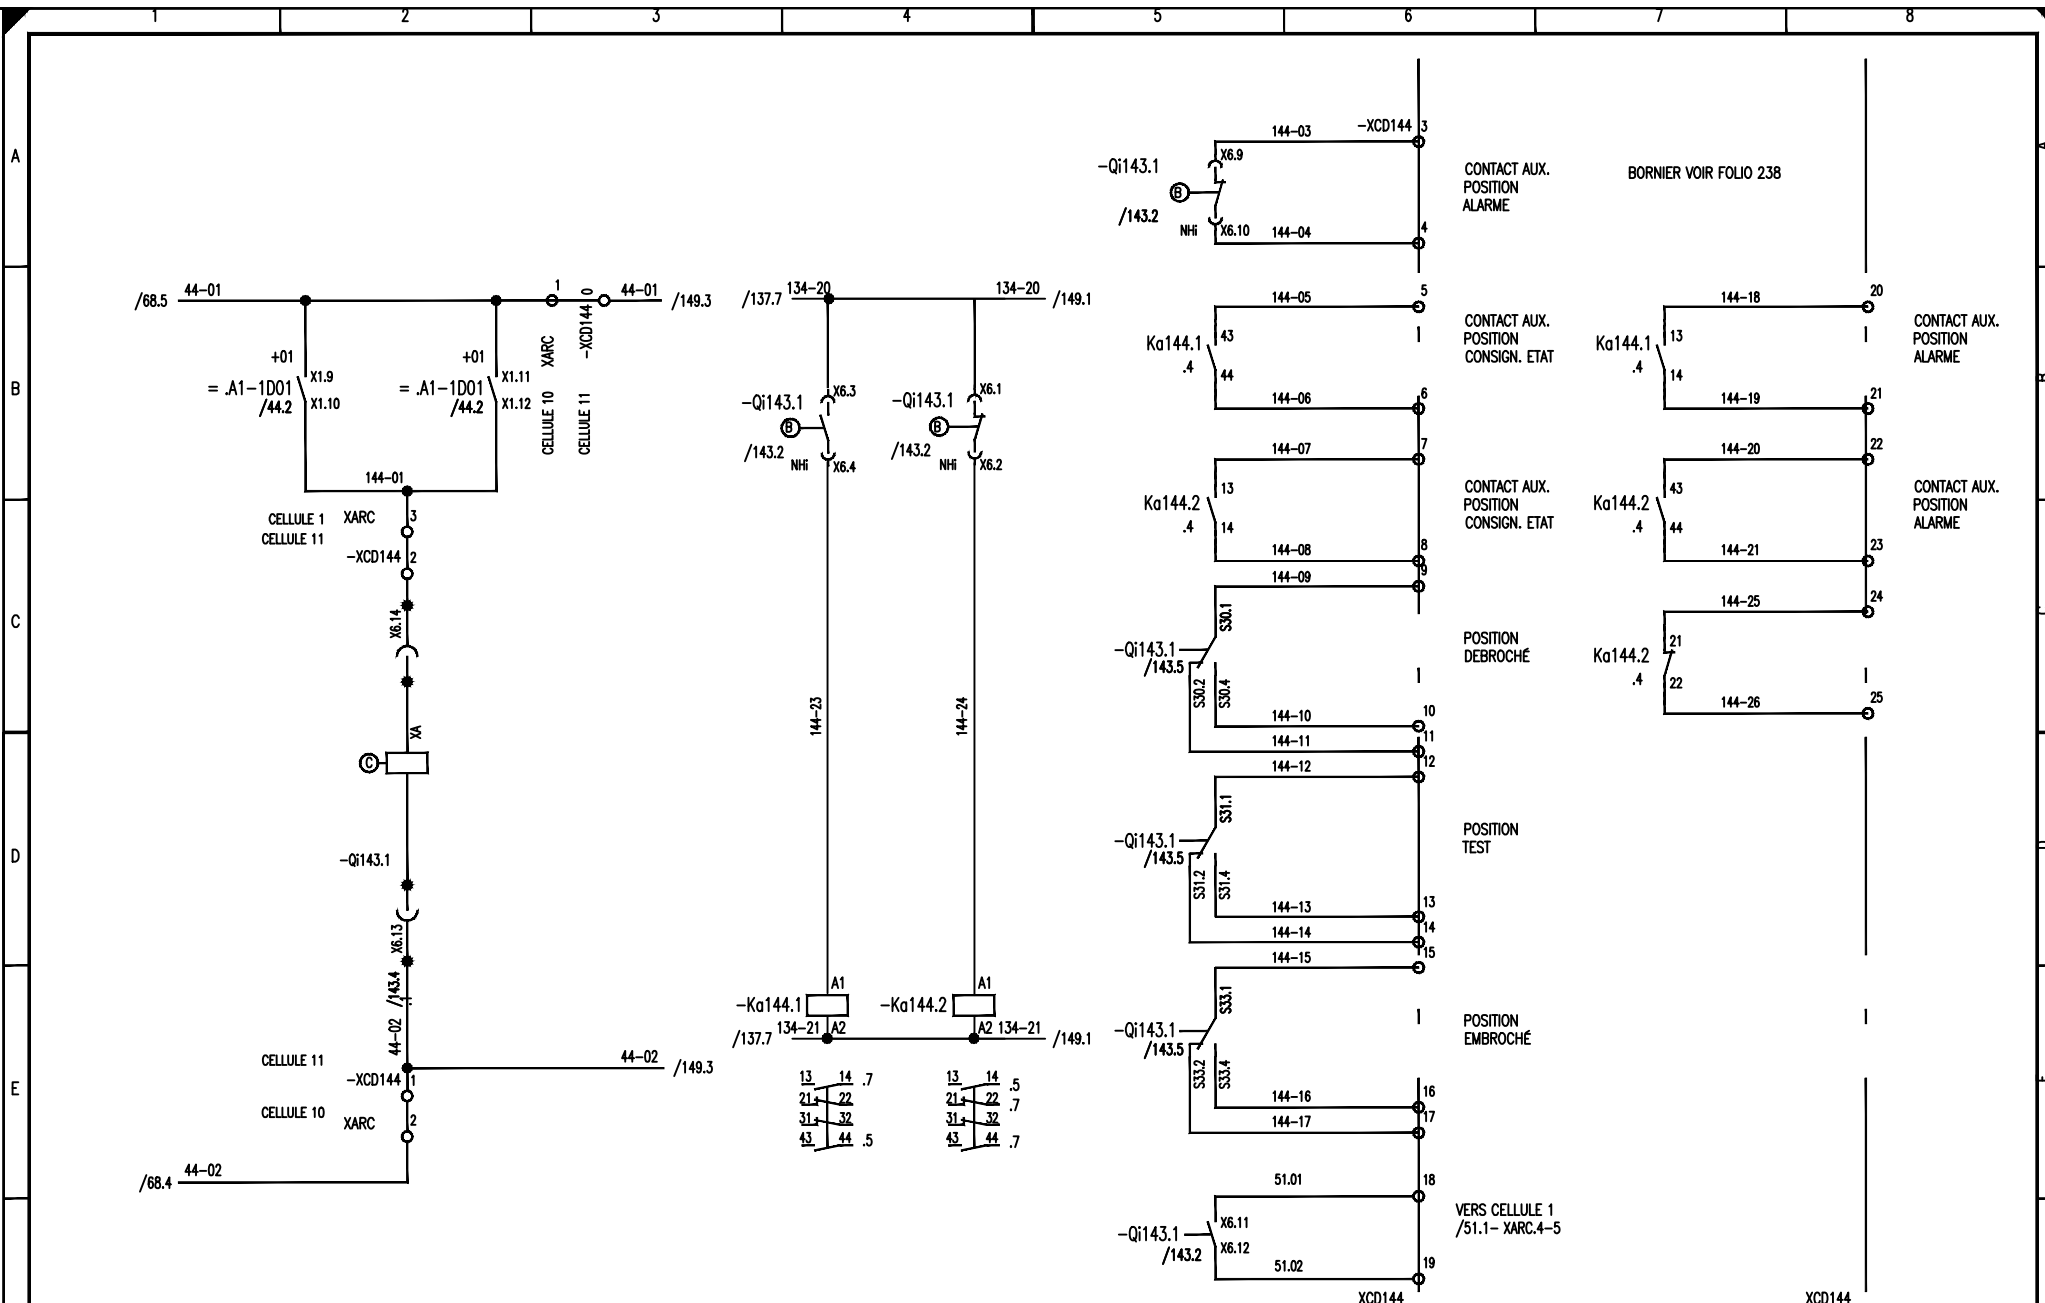 1 2 3 4 5 6 7 8
A
B
C
D
E
/68.5 44-01
1
-XCD144 0
44-01 /149.3
XARC
CELLULE 10
CELLULE 11
+01
= .A1-1D01
/44.2
X1.9
X1.10
+01
= .A1-1D01
/44.2
X1.11
X1.12
144-01
CELLULE 1 XARC 3
CELLULE 11
-XCD144 2
X6.14
XA
C
-Qi143.1
X6.13
/143.4
44-02
CELLULE 11
44-02 /149.3
-XCD144 1
CELLULE 10
XARC 2
/68.4 44-02
/137.7 134-20
134-20 /149.1
X6.3
-Qi143.1
B
/143.2
NHi X6.4
X6.1
-Qi143.1
B
/143.2
NHi X6.2
144-23
144-24
A1
-Ka144.1
A1
-Ka144.2
/137.7 134-21 A2
A2 134-21 /149.1
13 14 .7
21 22
31 32
43 44 .5
13 14 .5
21 22 .7
31 32
43 44 .7
144-03 -XCD144 3
-Qi143.1 X6.9
B
/143.2
NHi X6.10 144-04 4
CONTACT AUX.
POSITION
ALARME
BORNIER VOIR FOLIO 238
144-05 5
Ka144.1 43
.4 44
144-06 6
CONTACT AUX.
POSITION
CONSIGN. ETAT
144-07 7
13
Ka144.2
.4 14
144-08 8
CONTACT AUX.
POSITION
CONSIGN. ETAT
144-09 9
S30.1
-Qi143.1
/143.5
S30.2
S30.4
144-10 10
144-11 11
POSITION
DEBROCHÉ
144-12 12
S31.1
-Qi143.1
/143.5
S31.2
S31.4
144-13 13
144-14 14
POSITION
TEST
144-15 15
S33.1
-Qi143.1
/143.5
S33.2
S33.4
144-16 16
144-17 17
POSITION
EMBROCHÉ
51.01 18
-Qi143.1 X6.11
/143.2 X6.12
51.02 19
VERS CELLULE 1
/51.1- XARC.4-5
XCD144
144-18 20
Ka144.1 13
.4 14
144-19 21
CONTACT AUX.
POSITION
ALARME
144-20 22
43
Ka144.2
.4 44
144-21 23
CONTACT AUX.
POSITION
ALARME
144-25 24
21
Ka144.2
.4 22
144-26 25
XCD144